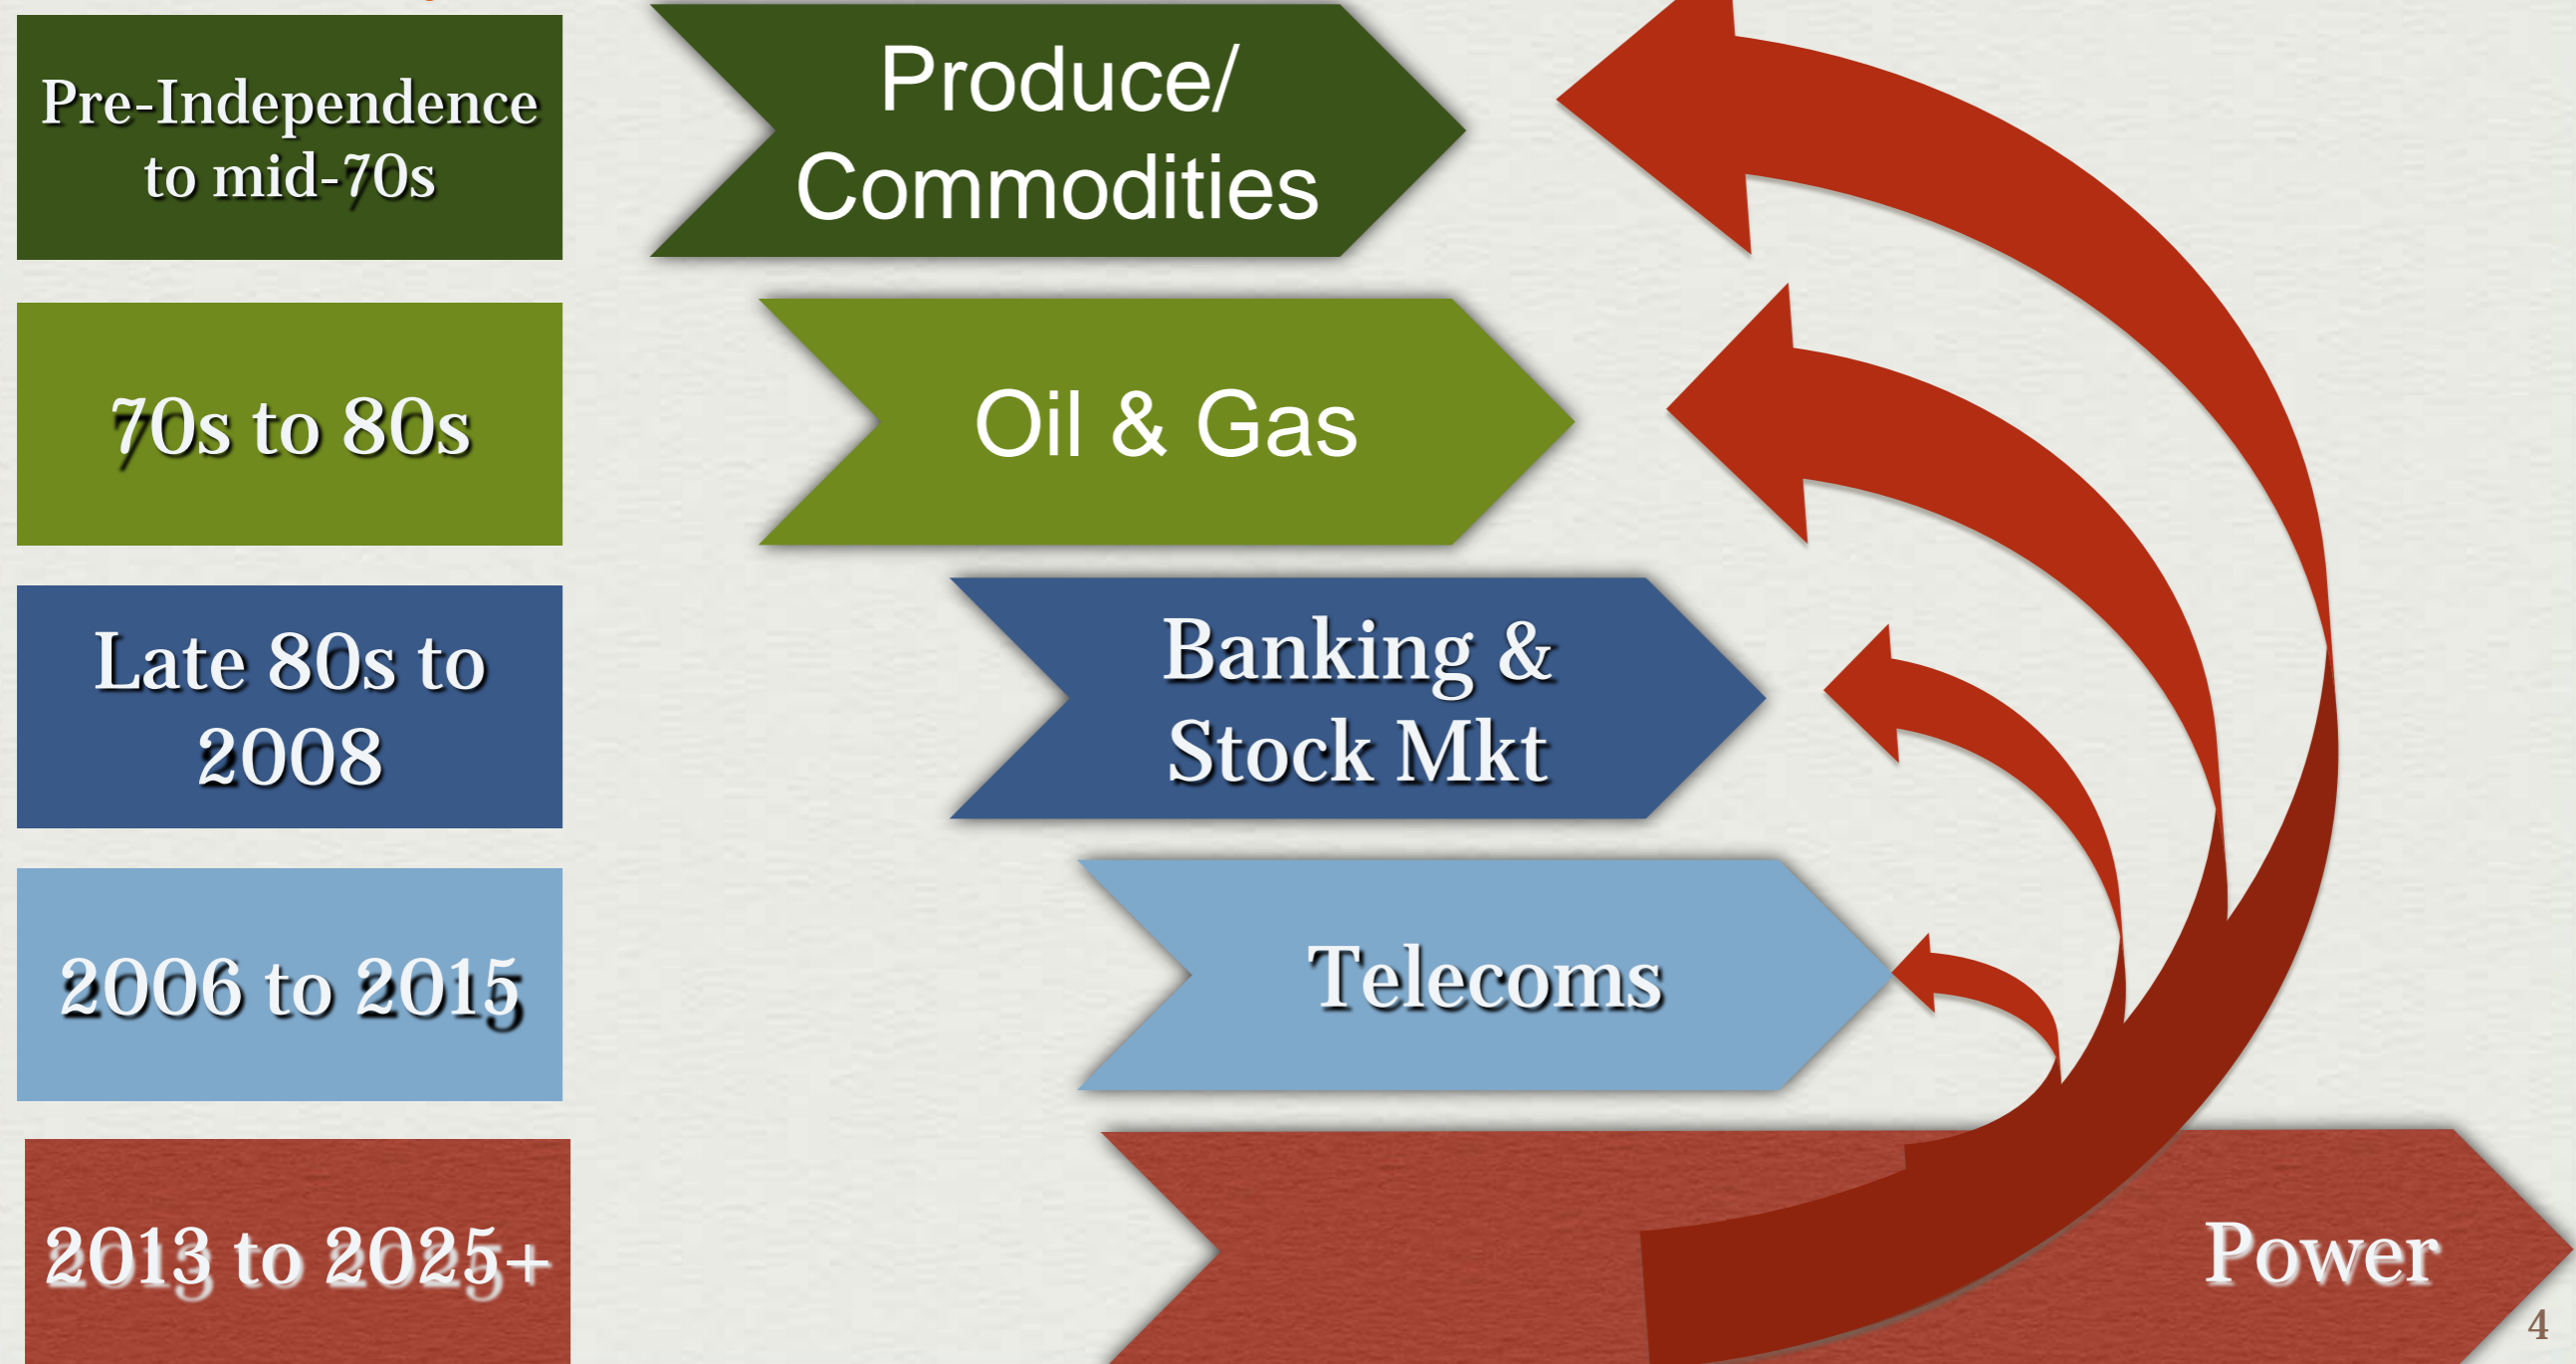 Pre-Independence
to mid-70s
Produce/
Commodities
70s to 80s
Oil & Gas
Late 80s to
2008
Banking &
Stock Mkt
2006 to 2015
Telecoms
2013 to 2025+
Power
4